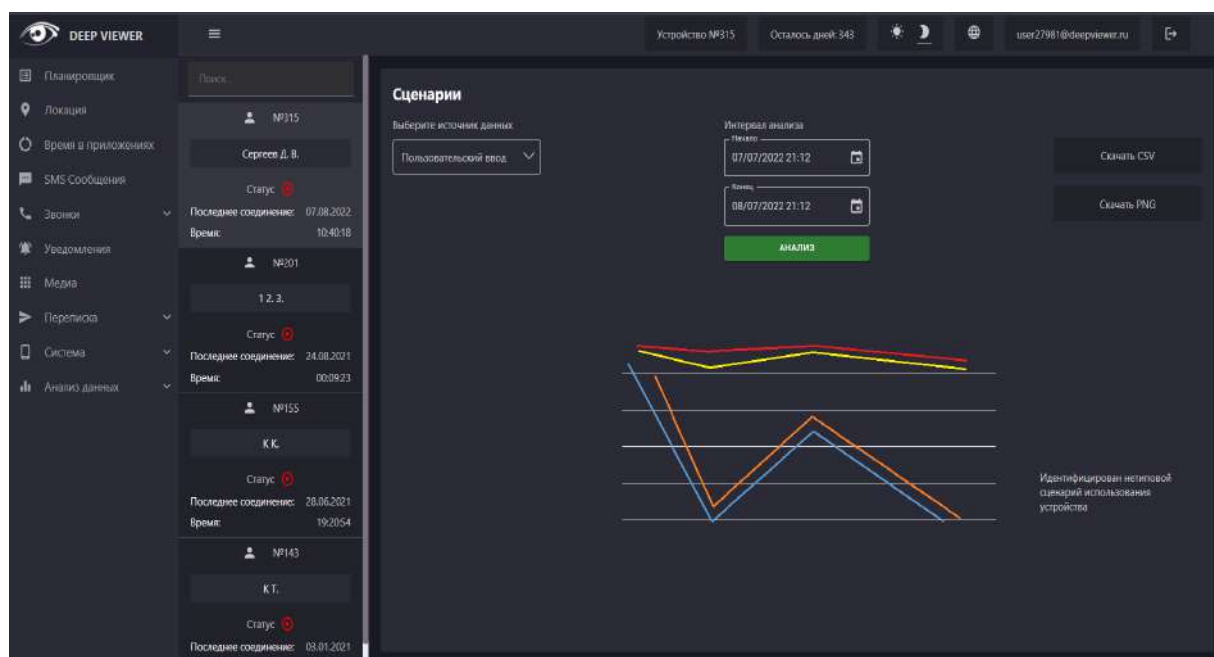 DEEP VIEWER
Устройство №315
Осталось дней: 343
user27981@deepviewer.ru
Планировщик
Локация
Время в приложениях
SMS Сообщения
Звонки
Уведомления
Медиа
Переписка
Система
Анализ данных
Поиск...
№315
Сергеев Д. В.
Статус
Последнее соединение: 07.08.2022
Время: 10:40:18
№201
1 2. 3.
Статус
Последнее соединение: 24.08.2021
Время: 00:09:23
№155
К К.
Статус
Последнее соединение: 28.06.2021
Время: 19:20:54
№143
К Т.
Статус
Последнее соединение: 03.01.2021
Сценарии
Выберите источник данных
Пользовательский ввод
Интервал анализа
Начало
07/07/2022 21:12
Конец
08/07/2022 21:12
АНАЛИЗ
Скачать CSV
Скачать PNG
Идентифицирован нетиповой
сценарий использования
устройства